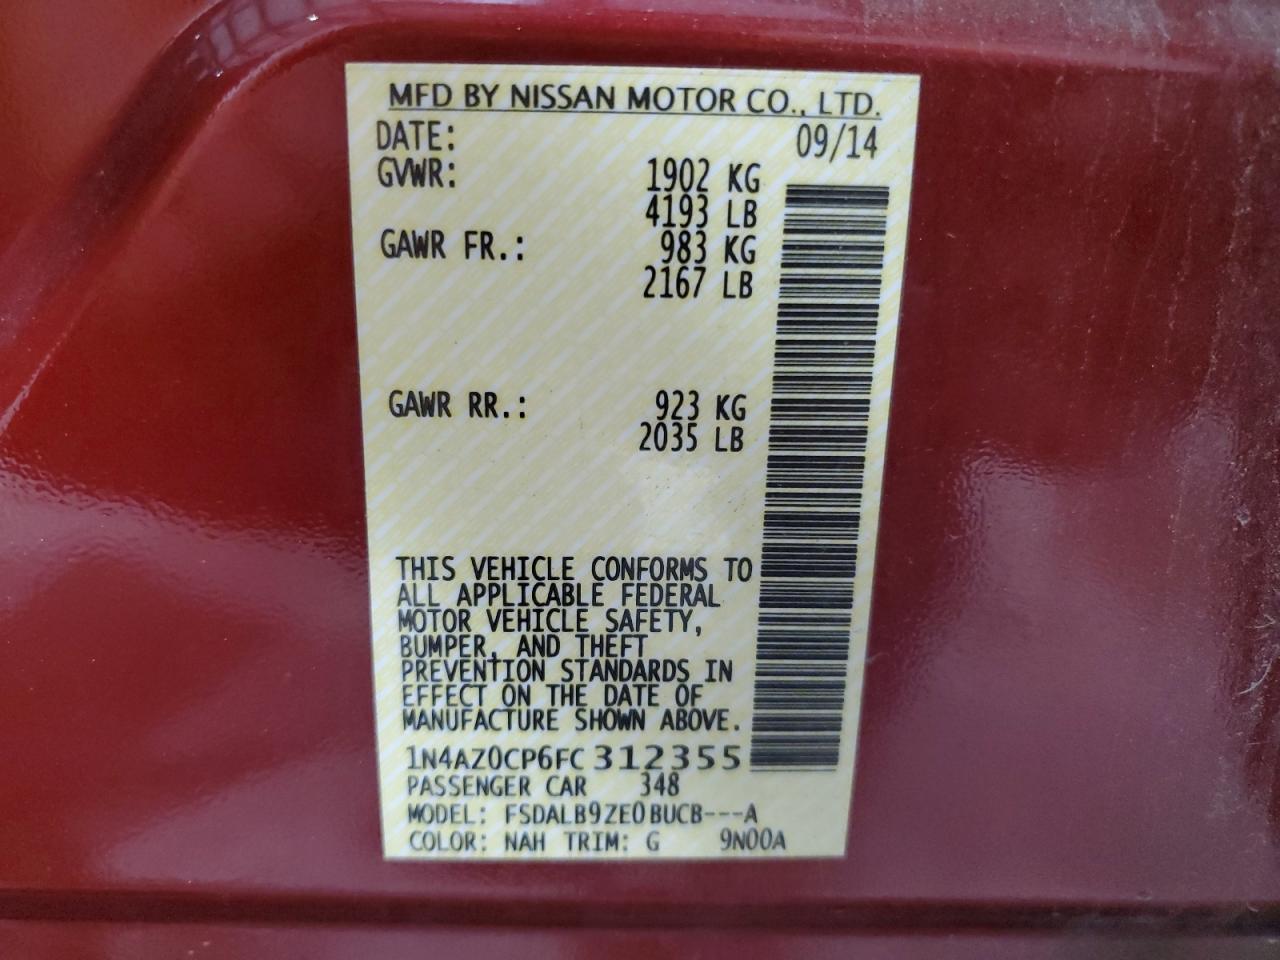 MFD BY NISSAN MOTOR CO., LTD.
DATE: 09/14
GVWR: 1902 KG
4193 LB
GAWR FR.: 983 KG
2167 LB
GAWR RR.: 923 KG
2035 LB
THIS VEHICLE CONFORMS TO
ALL APPLICABLE FEDERAL
MOTOR VEHICLE SAFETY,
BUMPER, AND THEFT
PREVENTION STANDARDS IN
EFFECT ON THE DATE OF
MANUFACTURE SHOWN ABOVE.
1N4AZ0CP6FC312355
PASSENGER CAR 348
MODEL: FSDALB9ZE0BUCB---A
COLOR: NAH TRIM: G 9N00A